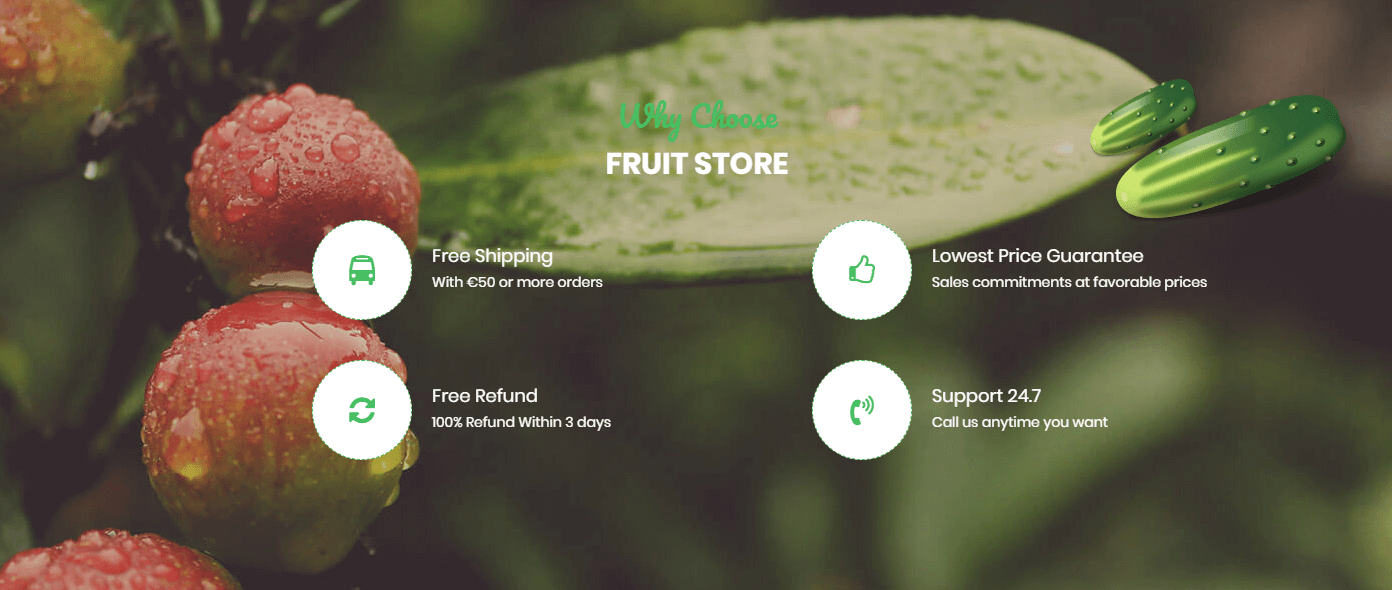 Why Choose
FRUIT STORE
Free Shipping
With €50 or more orders
Lowest Price Guarantee
Sales commitments at favorable prices
Free Refund
100% Refund Within 3 days
Support 24.7
Call us anytime you want